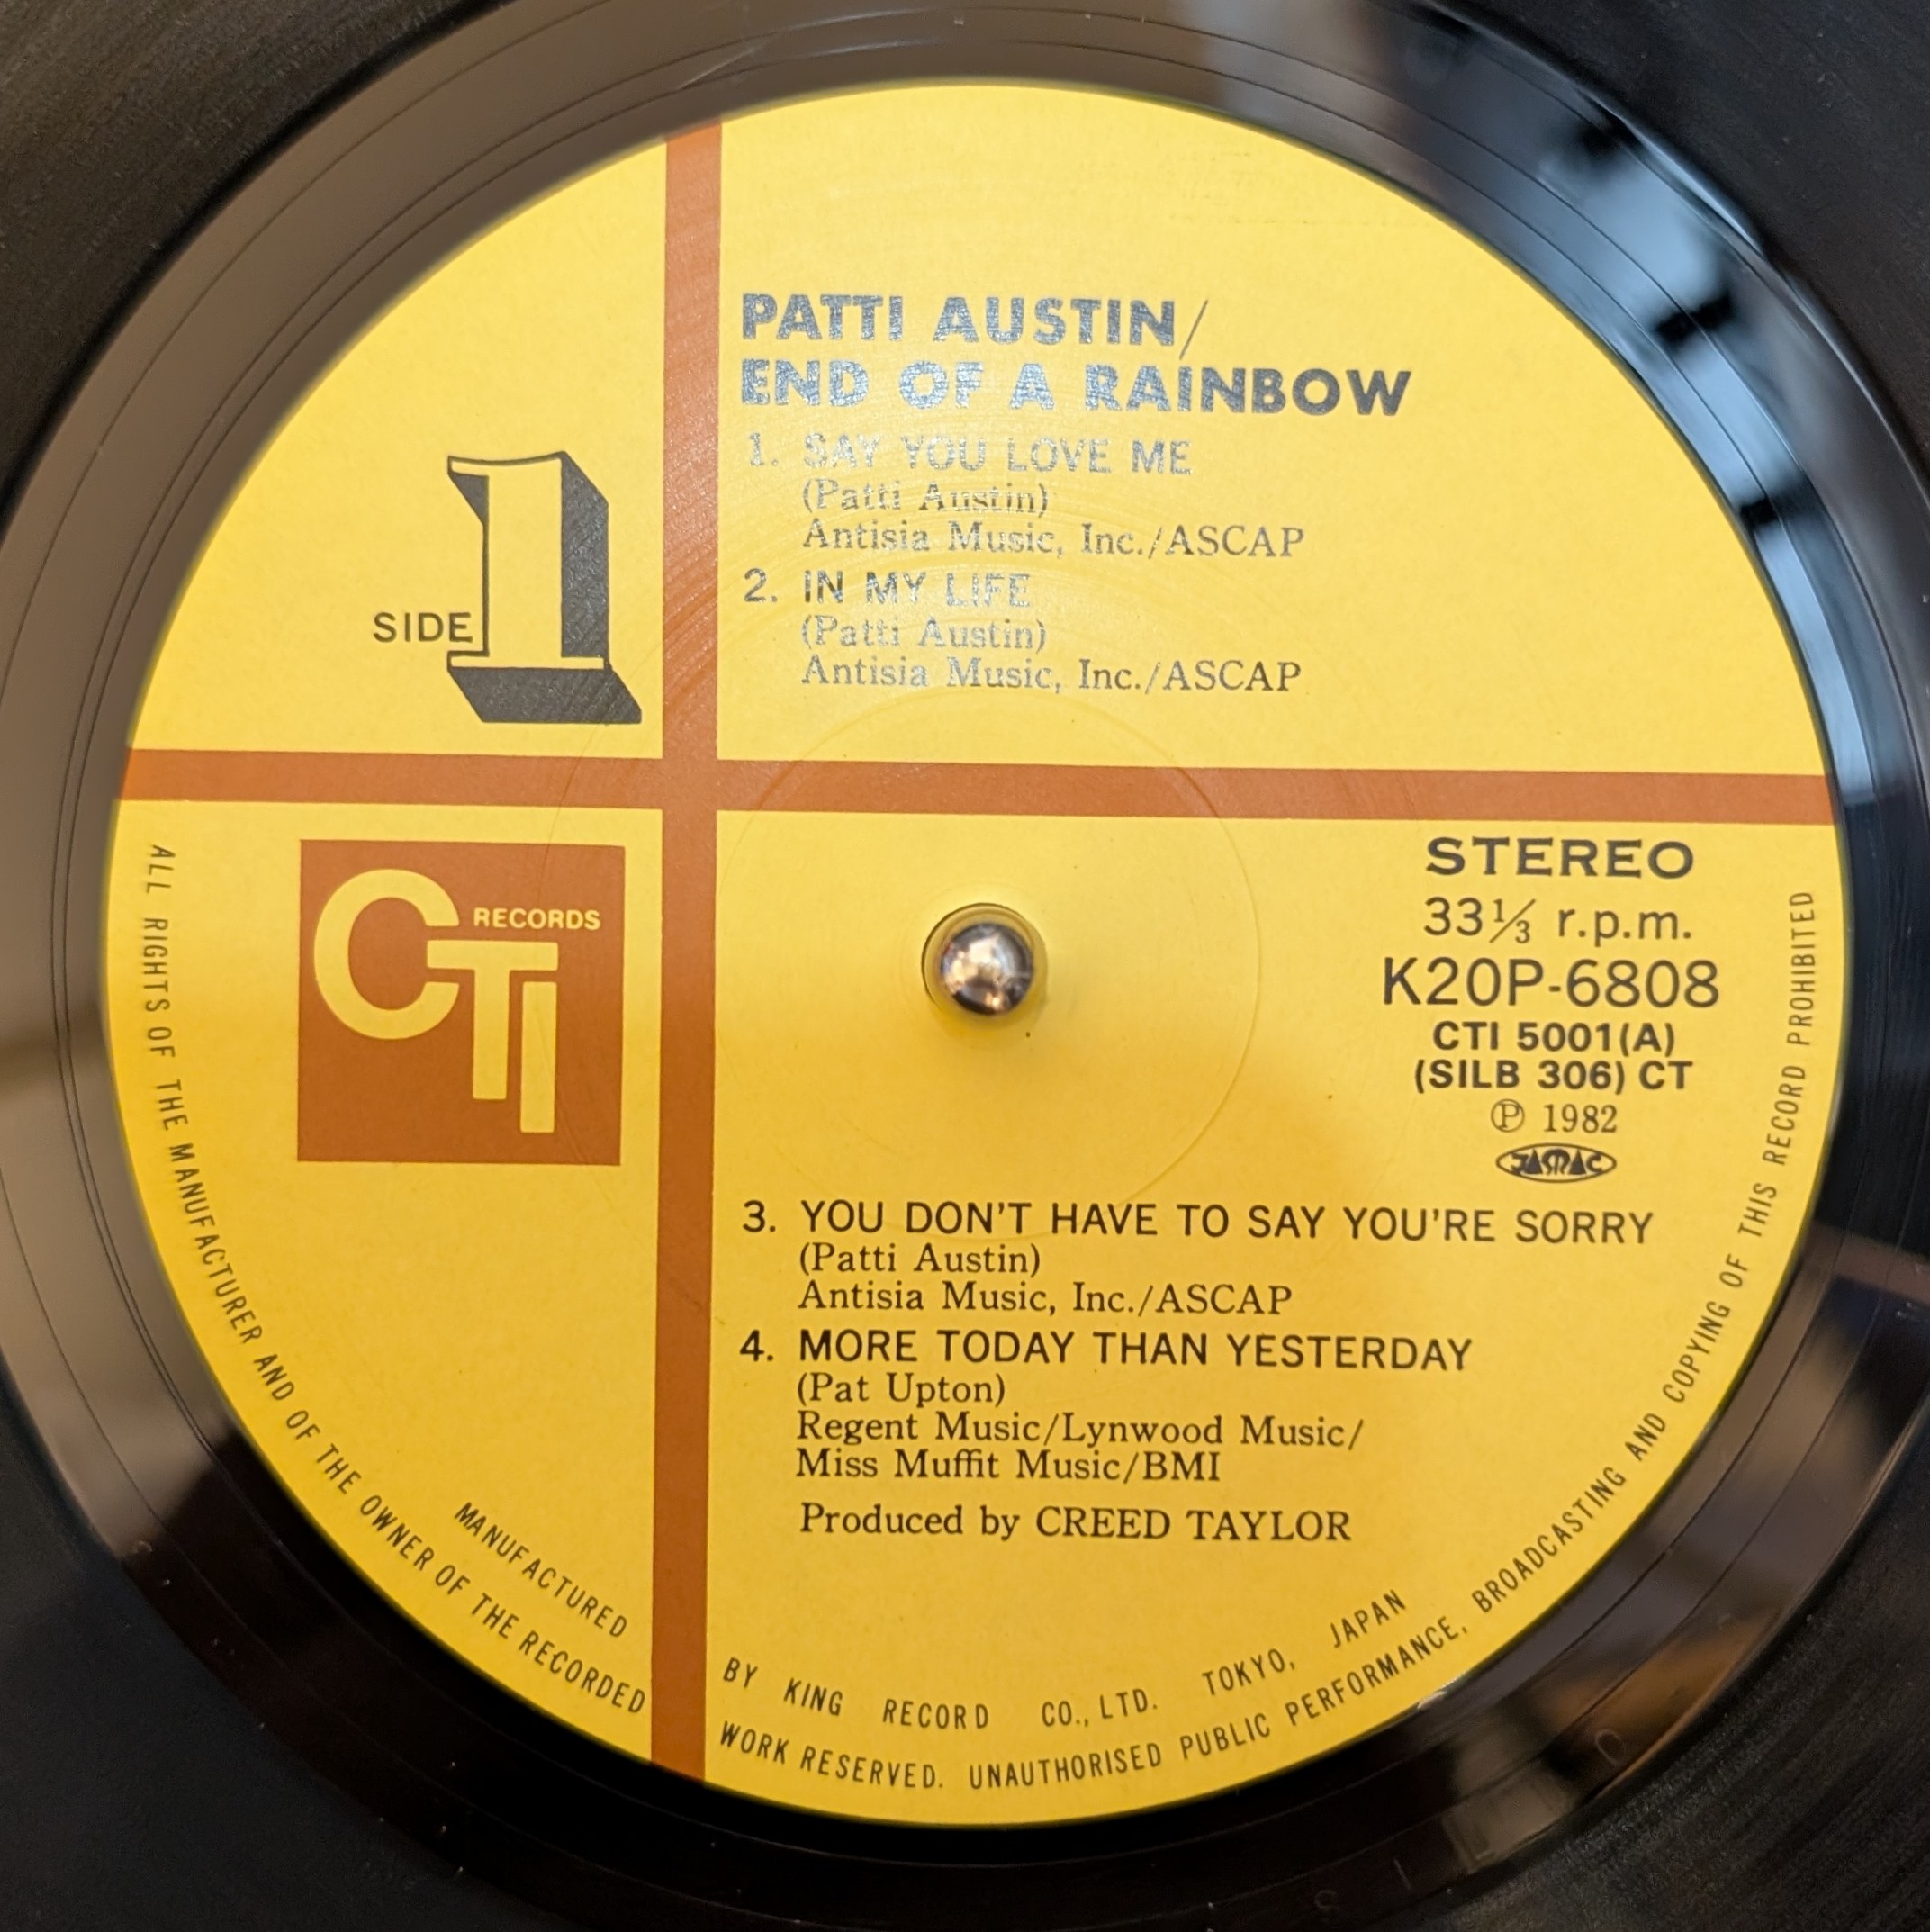 PATTI AUSTIN/
END OF A RAINBOW
1. SAY YOU LOVE ME
(Patti Austin)
Antisia Music, Inc./ASCAP
2. IN MY LIFE
(Patti Austin)
Antisia Music, Inc./ASCAP
SIDE 1
CTI RECORDS
STEREO
33⅓ r.p.m.
K20P-6808
CTI 5001(A)
(SILB 306) CT
Ⓟ 1982
JASRAC
3. YOU DON'T HAVE TO SAY YOU'RE SORRY
(Patti Austin)
Antisia Music, Inc./ASCAP
4. MORE TODAY THAN YESTERDAY
(Pat Upton)
Regent Music/Lynwood Music/
Miss Muffit Music/BMI
Produced by CREED TAYLOR
MANUFACTURED BY KING RECORD CO., LTD. TOKYO, JAPAN
ALL RIGHTS OF THE MANUFACTURER AND OF THE OWNER OF THE RECORDED WORK RESERVED. UNAUTHORISED PUBLIC PERFORMANCE, BROADCASTING AND COPYING OF THIS RECORD PROHIBITED